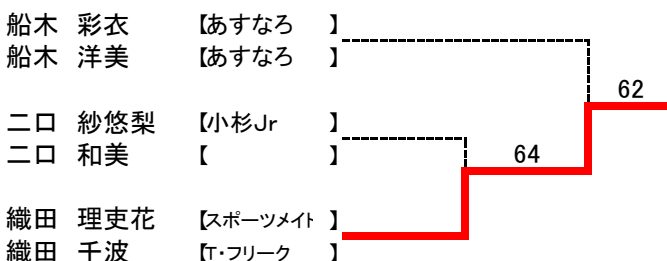 船木 彩衣 【あすなろ 】
船木 洋美 【あすなろ 】
62
二口 紗悠梨 【小杉Jr 】
二口 和美 【 】
64
織田 理吏花 【スポーツメイト 】
織田 千波 【T・フリーク 】